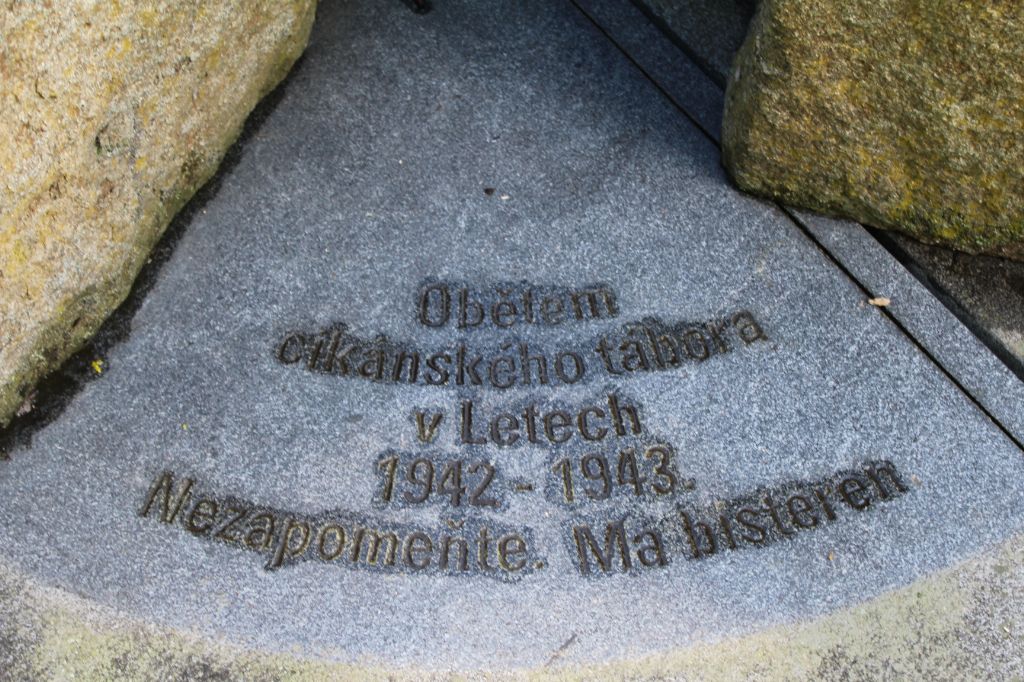 Obětem
cikánského tábora
v Letech
1942 - 1943.
Nezapomeňte. Ma bisteren